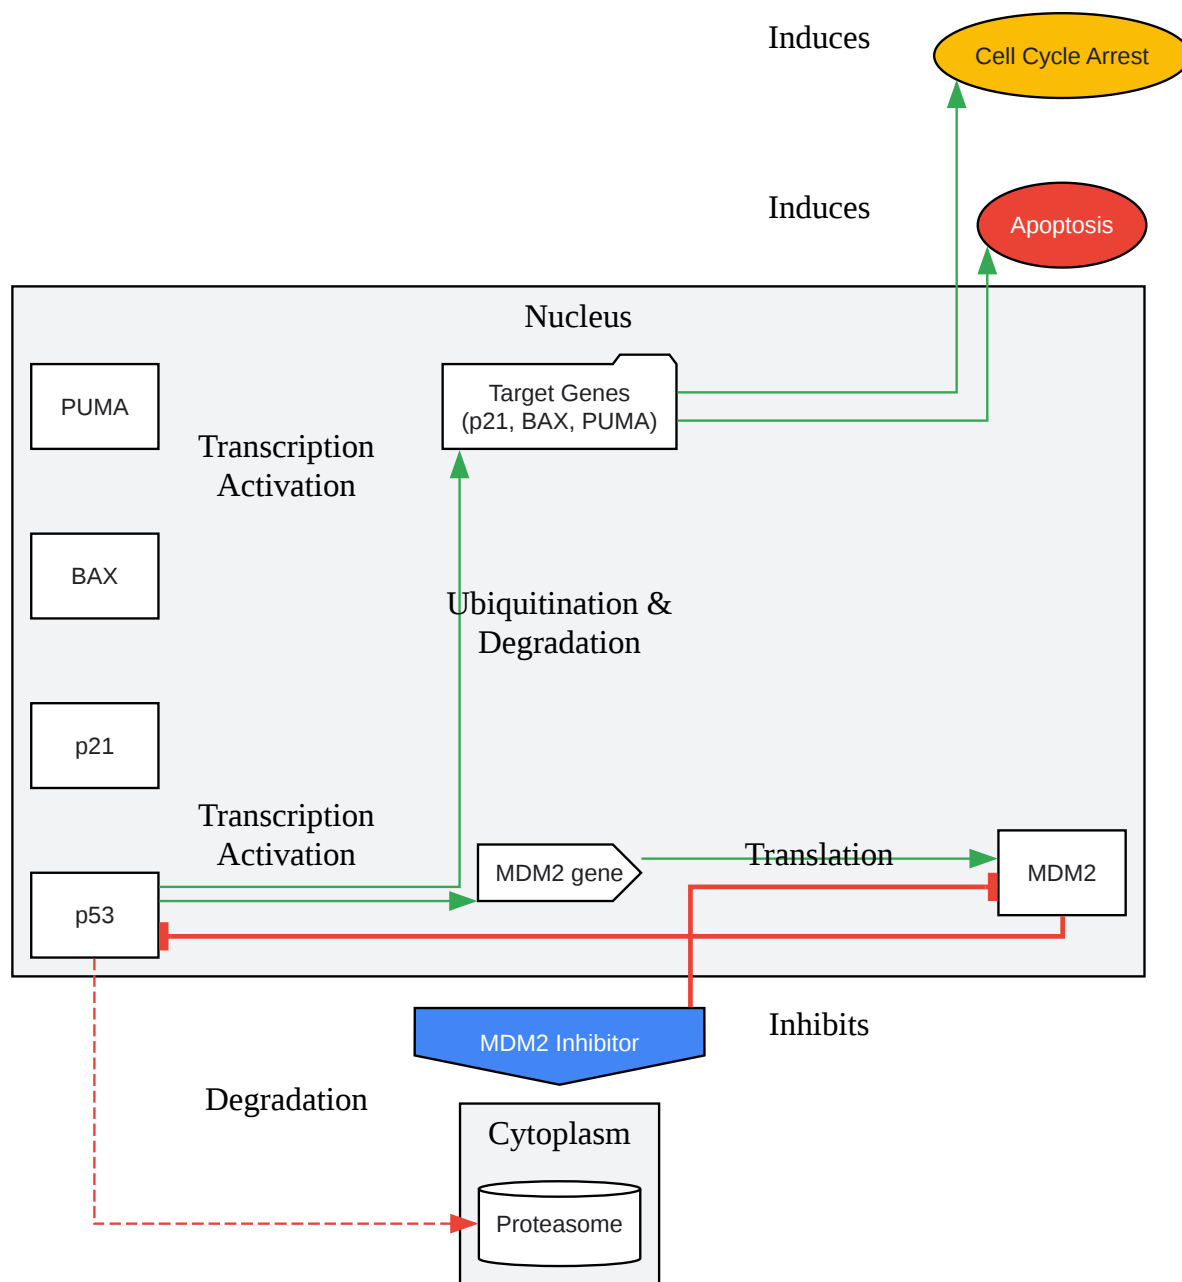 Induces
Cell Cycle Arrest
Induces
Apoptosis
Nucleus
PUMA
Target Genes
(p21, BAX, PUMA)
Transcription
Activation
BAX
Ubiquitination &
Degradation
p21
Transcription
Activation
MDM2 gene
Translation
MDM2
p53
Inhibits
MDM2 Inhibitor
Degradation
Cytoplasm
Proteasome